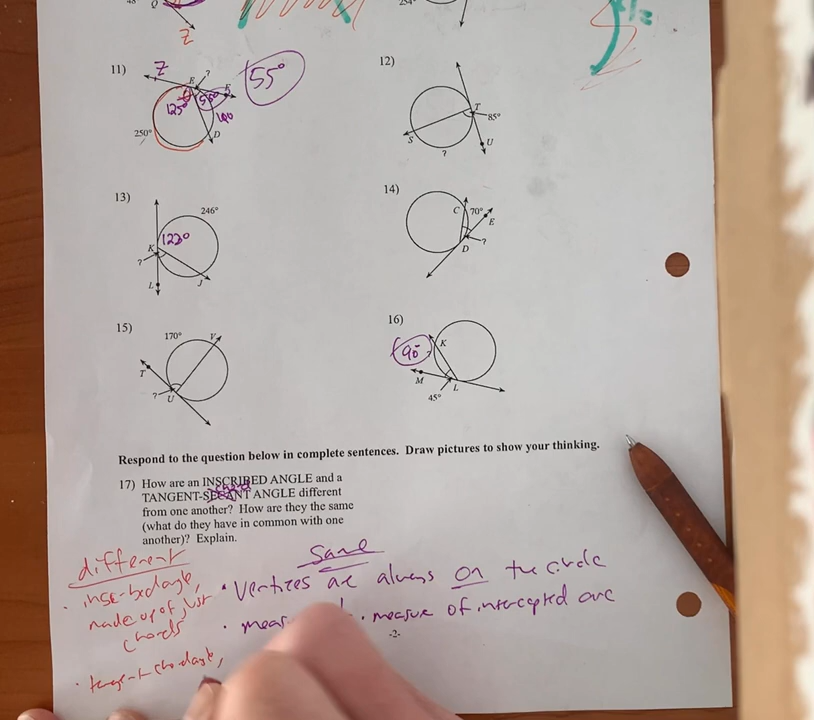 Q
Z
254°
1/2
11)
Z
?
E
F
55°
125°
55°
D
250°
12)
T
85°
S
U
?
13)
246°
K
122°
?
L
J
14)
C
70°
E
?
D
15)
170°
V
T
?
U
16)
90°
K
M
L
45°
Respond to the question below in complete sentences. Draw pictures to show your thinking.
17) How are an INSCRIBED ANGLE and a
chord
TANGENT-SECANT ANGLE different
from one another? How are they the same
(what do they have in common with one
another)? Explain.
different
made up of just
chords
Same
• Vertices are always on the circle
• measure of intercepted arc
-2-